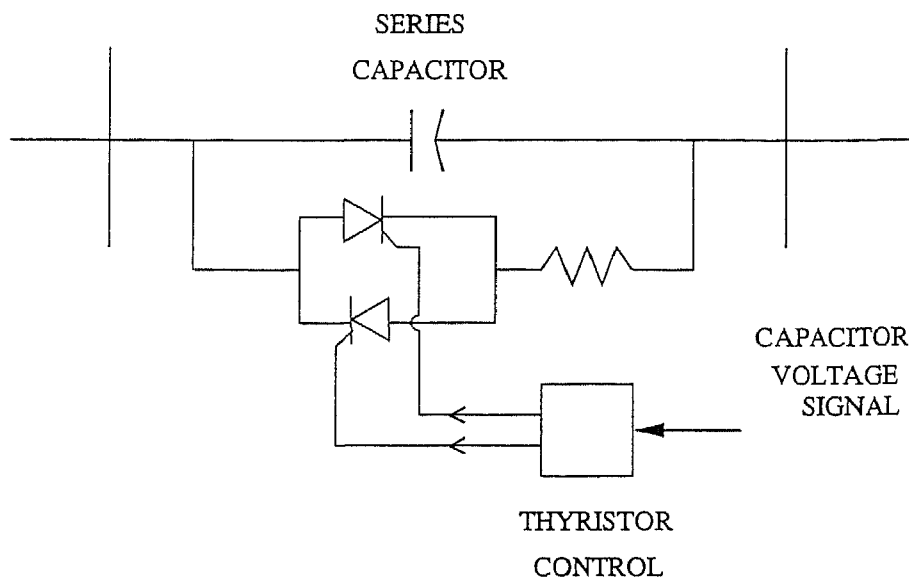 SERIES
CAPACITOR
CAPACITOR
VOLTAGE
SIGNAL
THYRISTOR
CONTROL